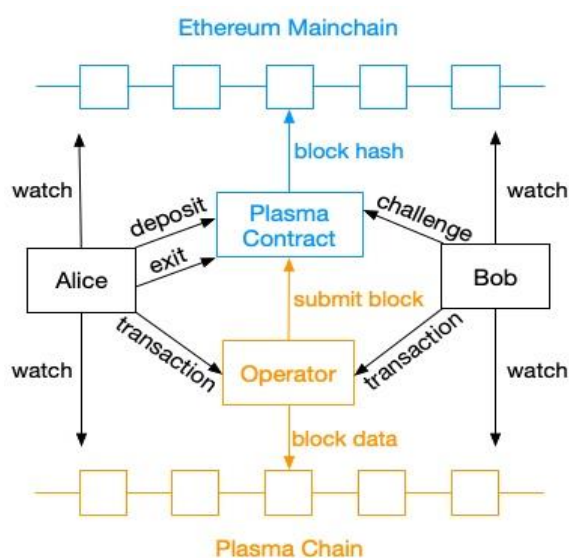 Ethereum Mainchain
block hash
watch
watch
deposit
Plasma
Contract
challenge
exit
Alice
Bob
submit block
transaction
Operator
transaction
watch
watch
block data
Plasma Chain